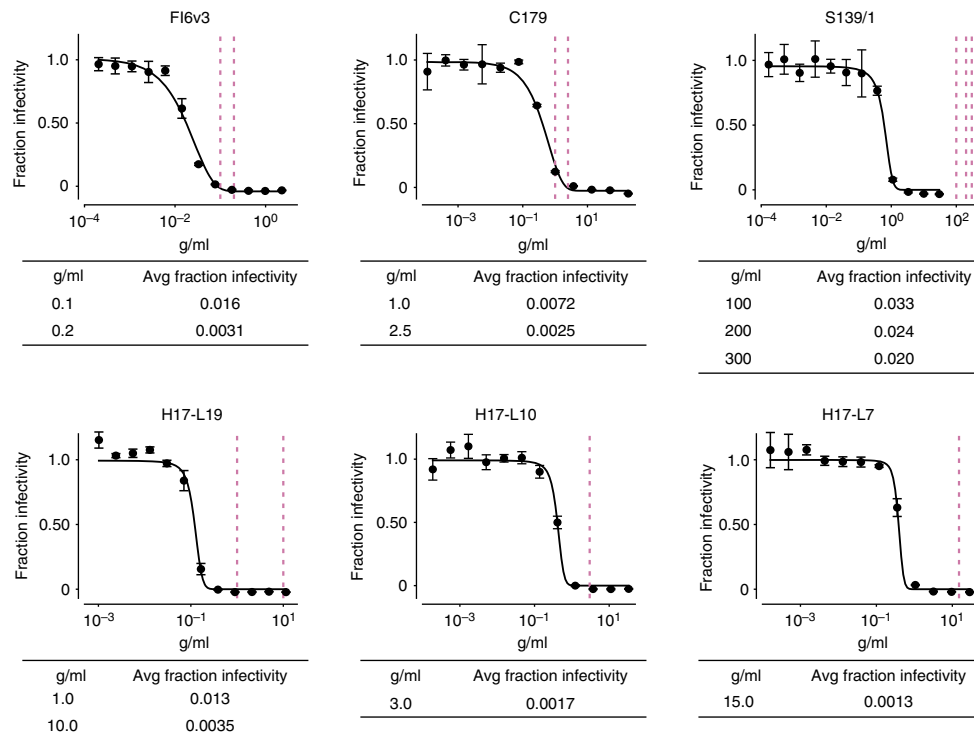 FI6v3
Fraction infectivity
1.0
0.50
0
10−4
10−2
100
g/ml
g/ml Avg fraction infectivity
0.1 0.016
0.2 0.0031
C179
Fraction infectivity
1.0
0.50
0
10−3
10−1
101
g/ml
g/ml Avg fraction infectivity
1.0 0.0072
2.5 0.0025
S139/1
Fraction infectivity
1.0
0.50
0
10−4
10−2
100
102
g/ml
g/ml Avg fraction infectivity
100 0.033
200 0.024
300 0.020
H17-L19
Fraction infectivity
1.0
0.50
0
10−3
10−1
101
g/ml
g/ml Avg fraction infectivity
1.0 0.013
10.0 0.0035
H17-L10
Fraction infectivity
1.0
0.50
0
10−3
10−1
101
g/ml
g/ml Avg fraction infectivity
3.0 0.0017
H17-L7
Fraction infectivity
1.0
0.50
0
10−3
10−1
101
g/ml
g/ml Avg fraction infectivity
15.0 0.0013